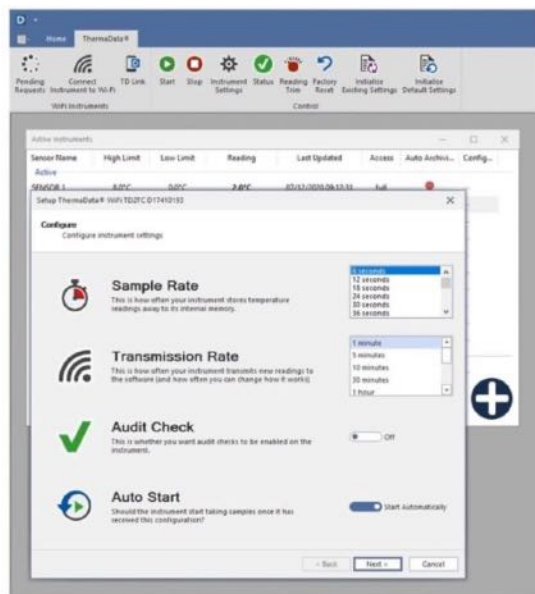 D
Home ThermaData®
Pending Requests
Connect Instrument to Wi-Fi
TD Link
Start
Stop
Instrument Settings
Status
Reading Trim
Factory Reset
Initialise Existing Settings
Initialise Default Settings
WiFi Instruments
Control
Active Instruments
Sensor Name High Limit Low Limit Reading Last Updated Access Auto Archivi... Config...
Active
SENSOR 1
Setup ThermaData® WiFi TD2TC D17410193
Configure
Configure instrument settings
Sample Rate
This is how often your instrument stores temperature
readings away to its internal memory.
6 seconds
12 seconds
18 seconds
24 seconds
30 seconds
36 seconds
Transmission Rate
This is how often your instrument transmits new readings to
the software (and how often you can change how it works)
1 minute
5 minutes
10 minutes
30 minutes
1 hour
Audit Check
This is whether you want audit checks to be enabled on the
instrument.
Off
Auto Start
Should the instrument start taking samples once it has
received this configuration?
Start Automatically
< Back Next > Cancel